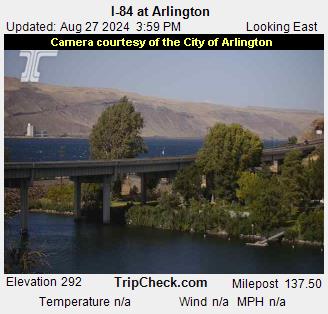 I-84 at Arlington
Updated: Aug 27 2024 3:59 PM Looking East
Camera courtesy of the City of Arlington
Elevation 292 TripCheck.com Milepost 137.50
Temperature n/a Wind n/a MPH n/a